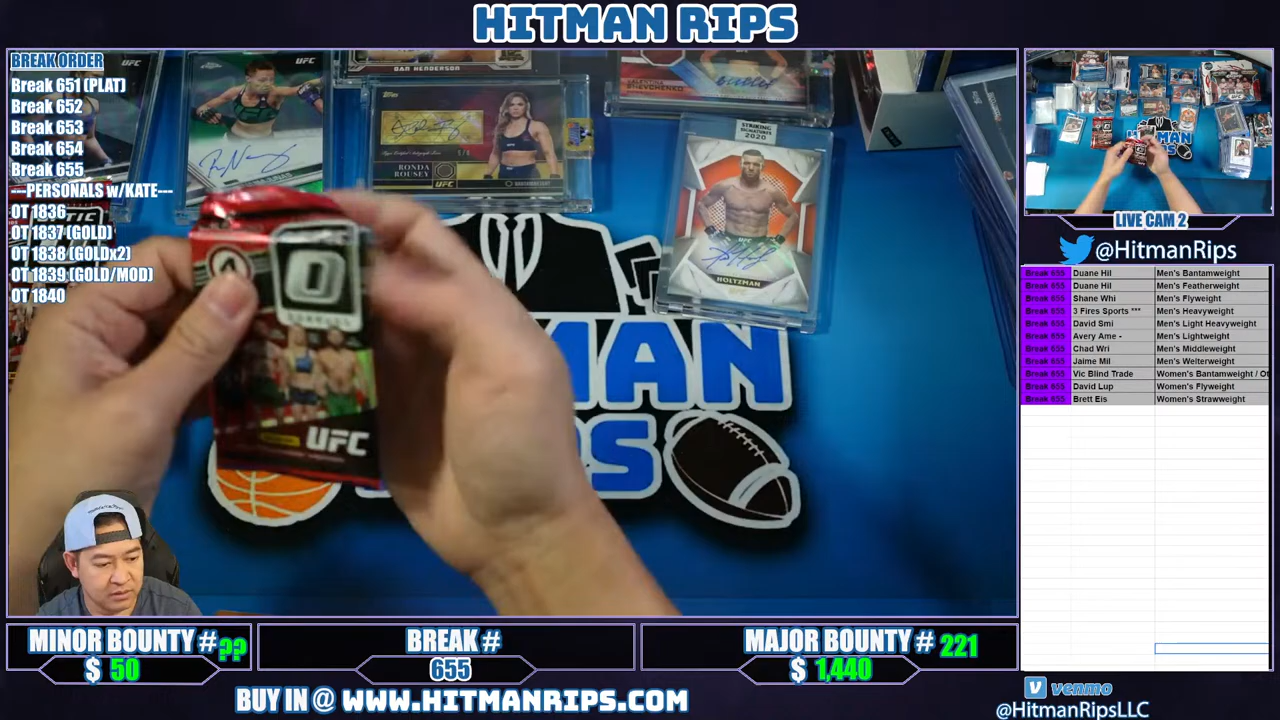 HITMAN RIPS
BREAK ORDER
Break 651 (PLAT)
Break 652
Break 653
Break 654
Break 655
---PERSONALS w/KATE---
OT 1836
OT 1837 (GOLD)
OT 1838 (GOLDx2)
OT 1839 (GOLD/MOD)
OT 1840
UFC
DAN HENDERSON
RONDA
ROUSEY
UFC
STRIKING
SIGNATURES
2020
HOLTZMAN
UFC
UFC
MAN
RIPS
LIVE CAM 2
@HitmanRips
Break 655 Duane Hil Men's Bantamweight
Break 655 Duane Hil Men's Featherweight
Break 655 Shane Whi Men's Flyweight
Break 655 3 Fires Sports *** Men's Heavyweight
Break 655 David Smi Men's Light Heavyweight
Break 655 Avery Ame - Men's Lightweight
Break 655 Chad Wri Men's Middleweight
Break 655 Jaime Mil Men's Welterweight
Break 655 Vic Blind Trade Women's Bantamweight / Ot
Break 655 David Lup Women's Flyweight
Break 655 Brett Eis Women's Strawweight
MINOR BOUNTY # ??
$ 50
BREAK #
655
MAJOR BOUNTY # 221
$ 1,440
BUY IN @ WWW.HITMANRIPS.COM
venmo
@HitmanRipsLLC